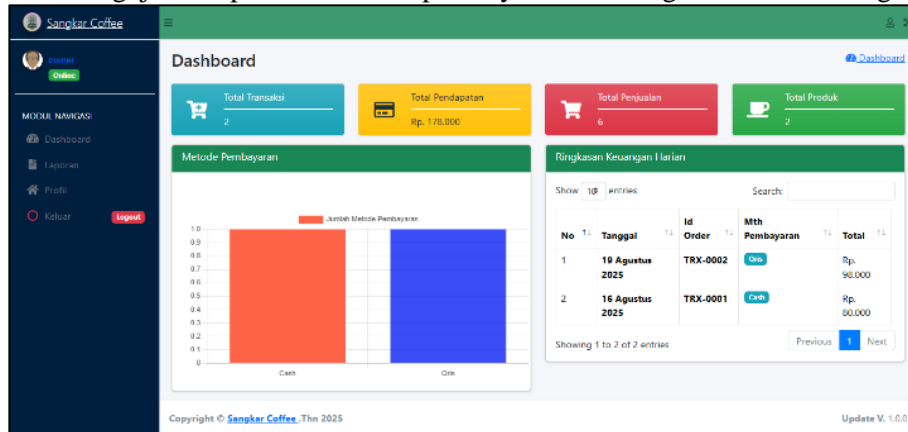 Sangkar Coffee
owner
Online
MODUL NAVIGASI
Dashboard
Laporan
Profil
Keluar Logout
Dashboard
Dashboard
Total Transaksi
2
Total Pendapatan
Rp. 178.000
Total Penjualan
6
Total Produk
2
Metode Pembayaran
Jumlah Metode Pembayaran
1.0
0.9
0.8
0.7
0.6
0.5
0.4
0.3
0.2
0.1
0
Cash Qris
Ringkasan Keuangan Harian
Show 10 entries Search:
No Tanggal Id Order Mth Pembayaran Total
1 19 Agustus 2025 TRX-0002 Qris Rp. 98.000
2 16 Agustus 2025 TRX-0001 Cash Rp. 80.000
Showing 1 to 2 of 2 entries
Previous 1 Next
Copyright © Sangkar Coffee .Thn 2025
Update V. 1.0.0